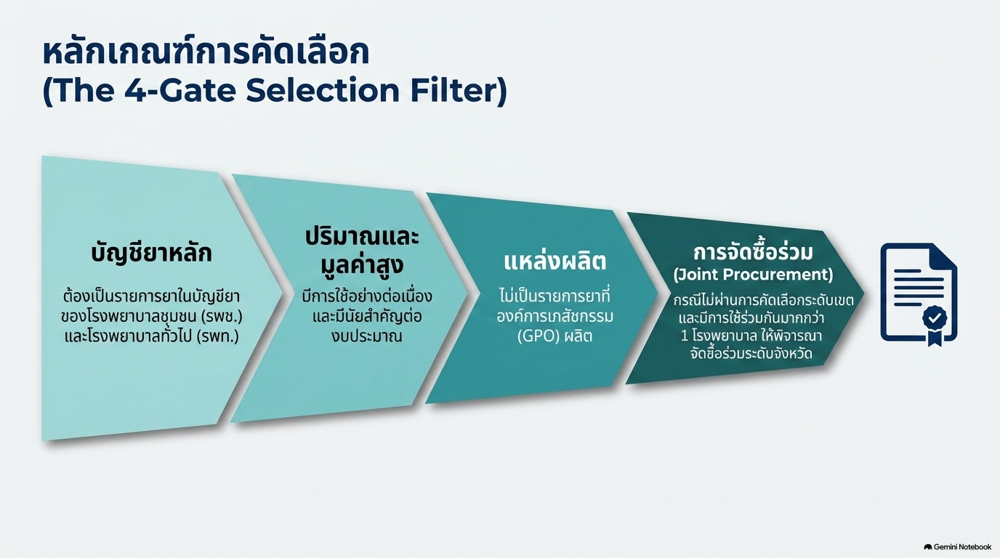 หลักเกณฑ์การคัดเลือก
(The 4-Gate Selection Filter)
บัญชียาหลัก
ต้องเป็นรายการยาในบัญชียา
ของโรงพยาบาลชุมชน (รพช.)
และโรงพยาบาลทั่วไป (รพท.)
ปริมาณและ
มูลค่าสูง
มีการใช้อย่างต่อเนื่อง
และมีนัยสำคัญต่อ
งบประมาณ
แหล่งผลิต
ไม่เป็นรายการยาที่
องค์การเภสัชกรรม
(GPO) ผลิต
การจัดซื้อร่วม
(Joint Procurement)
กรณีไม่ผ่านการคัดเลือกระดับเขต
และมีการใช้ร่วมกันมากกว่า
1 โรงพยาบาล ให้พิจารณา
จัดซื้อร่วมระดับจังหวัด
Gemini Notebook